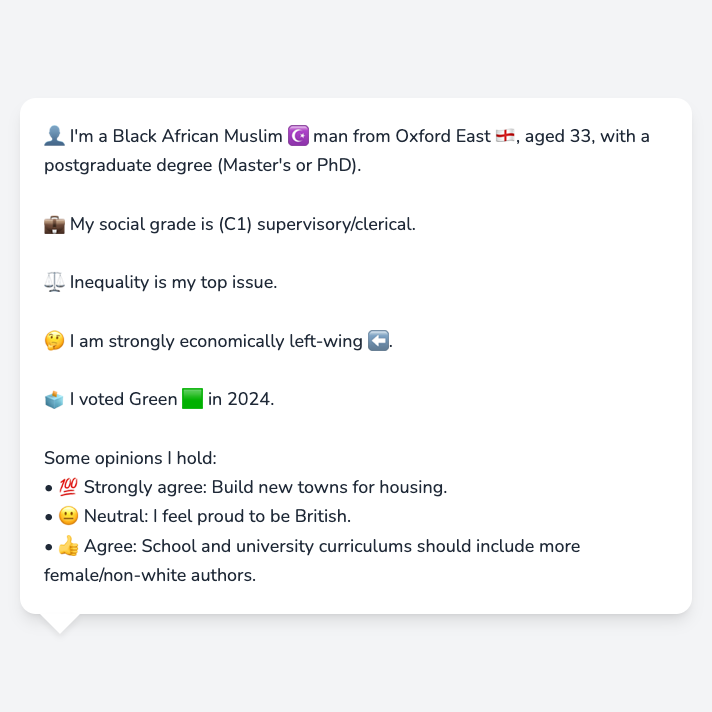 👤 I'm a Black African Muslim ☪️ man from Oxford East 🏴󠁧󠁢󠁥󠁮󠁧󠁿, aged 33, with a
postgraduate degree (Master's or PhD).
💼 My social grade is (C1) supervisory/clerical.
⚖️ Inequality is my top issue.
🤔 I am strongly economically left-wing ⬅️.
🗳️ I voted Green 🟩 in 2024.
Some opinions I hold:
• 💯 Strongly agree: Build new towns for housing.
• 😐 Neutral: I feel proud to be British.
• 👍 Agree: School and university curriculums should include more
female/non-white authors.